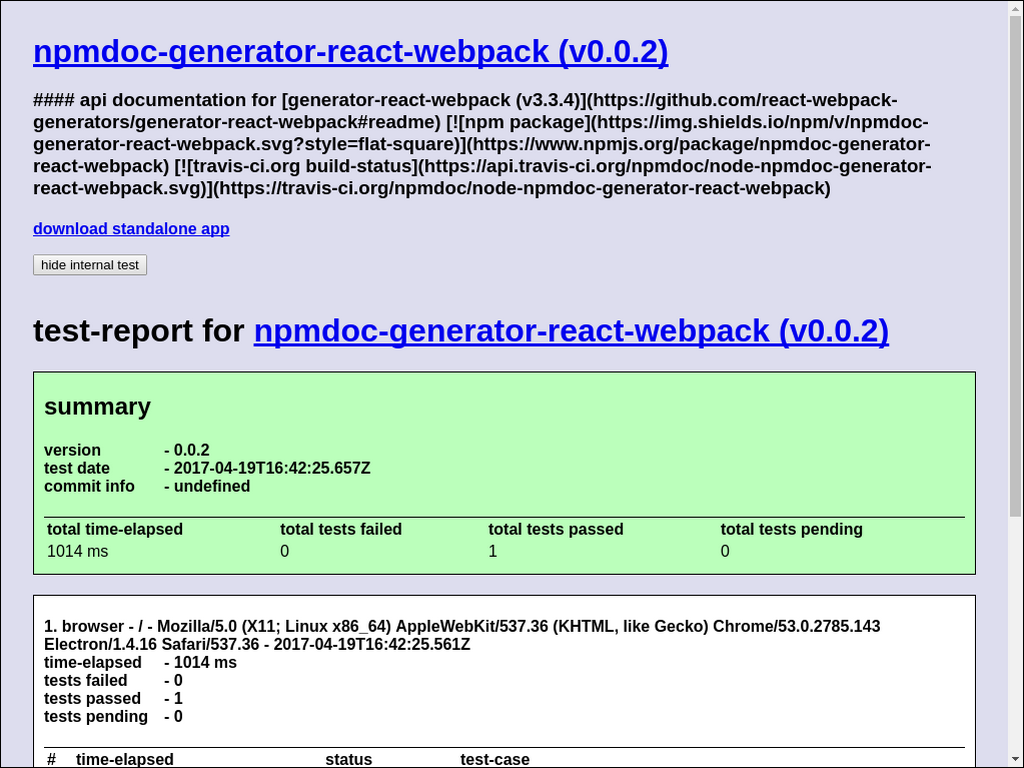 npmdoc-generator-react-webpack (v0.0.2)
#### api documentation for [generator-react-webpack (v3.3.4)](https://github.com/react-webpack-
generators/generator-react-webpack#readme) [![npm package](https://img.shields.io/npm/v/npmdoc-
generator-react-webpack.svg?style=flat-square)](https://www.npmjs.org/package/npmdoc-generator-
react-webpack) [![travis-ci.org build-status](https://api.travis-ci.org/npmdoc/node-npmdoc-generator-
react-webpack.svg)](https://travis-ci.org/npmdoc/node-npmdoc-generator-react-webpack)
download standalone app
hide internal test
test-report for npmdoc-generator-react-webpack (v0.0.2)
summary
version - 0.0.2
test date - 2017-04-19T16:42:25.657Z
commit info - undefined
total time-elapsed total tests failed total tests passed total tests pending
1014 ms 0 1 0
1. browser - / - Mozilla/5.0 (X11; Linux x86_64) AppleWebKit/537.36 (KHTML, like Gecko) Chrome/53.0.2785.143
Electron/1.4.16 Safari/537.36 - 2017-04-19T16:42:25.561Z
time-elapsed - 1014 ms
tests failed - 0
tests passed - 1
tests pending - 0
# time-elapsed status test-case